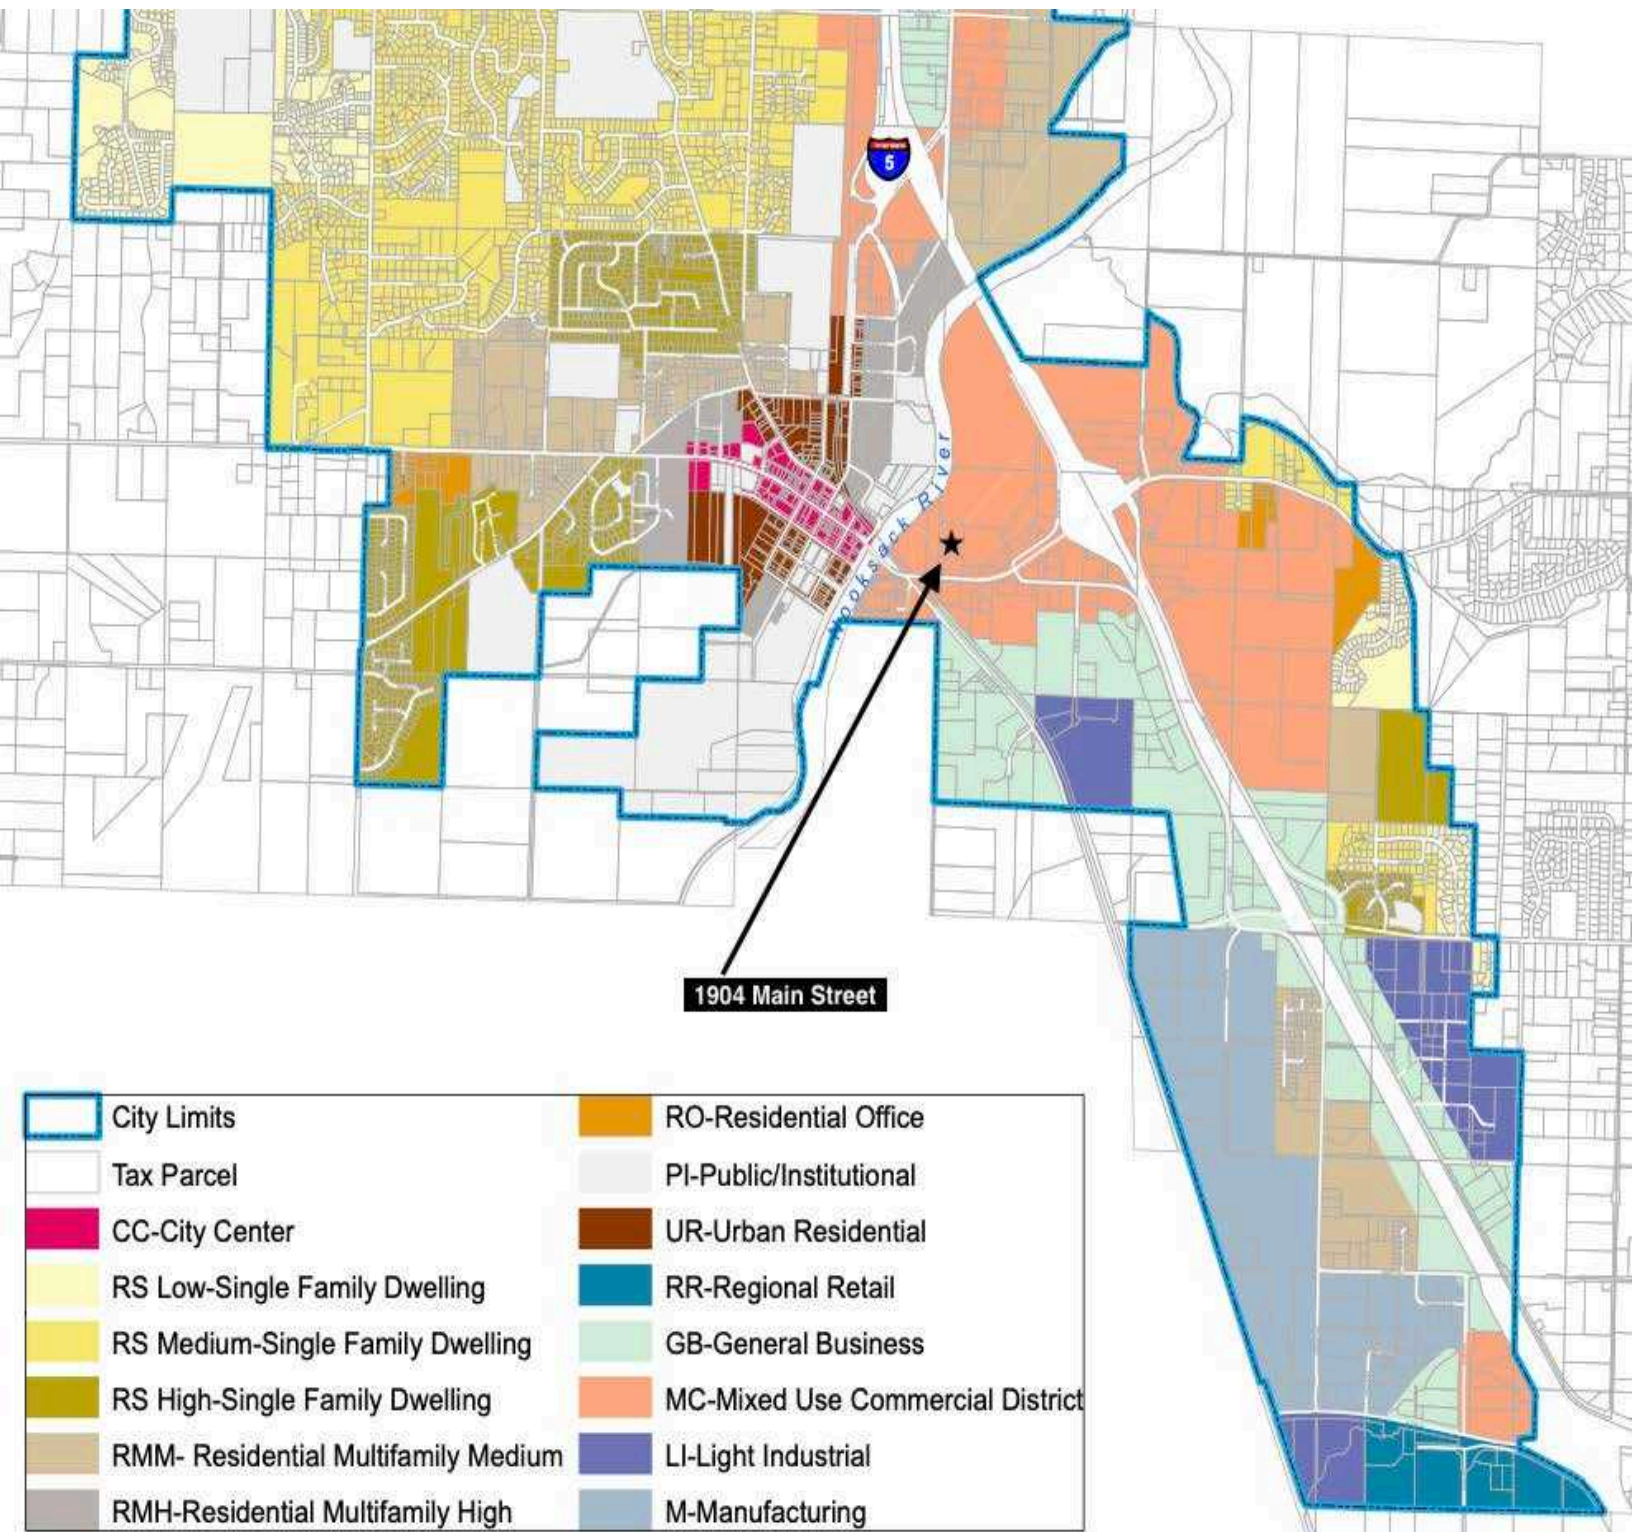 5
Nooksack River
1904 Main Street
City Limits
Tax Parcel
CC-City Center
RS Low-Single Family Dwelling
RS Medium-Single Family Dwelling
RS High-Single Family Dwelling
RMM- Residential Multifamily Medium
RMH-Residential Multifamily High
RO-Residential Office
PI-Public/Institutional
UR-Urban Residential
RR-Regional Retail
GB-General Business
MC-Mixed Use Commercial District
LI-Light Industrial
M-Manufacturing